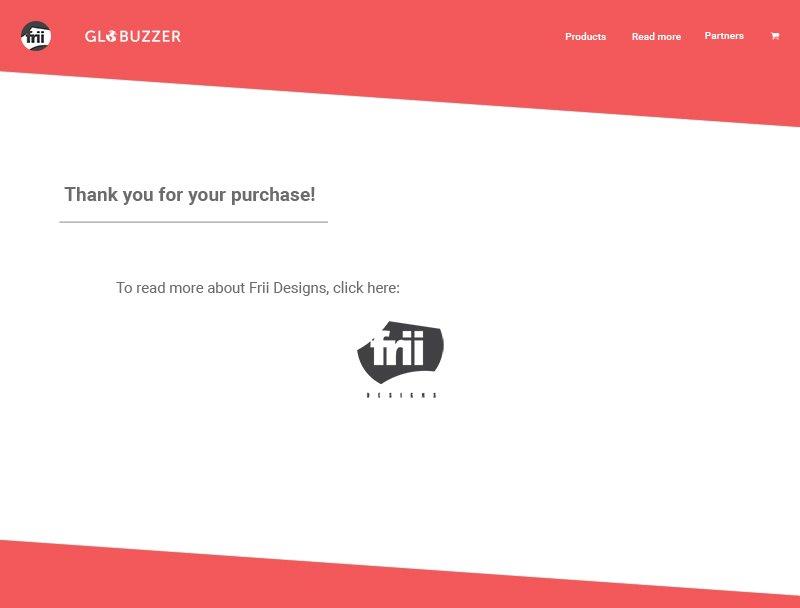 frii
GLOBUZZER
Products
Read more
Partners
Thank you for your purchase!
To read more about Frii Designs, click here:
frii
DESIGNS